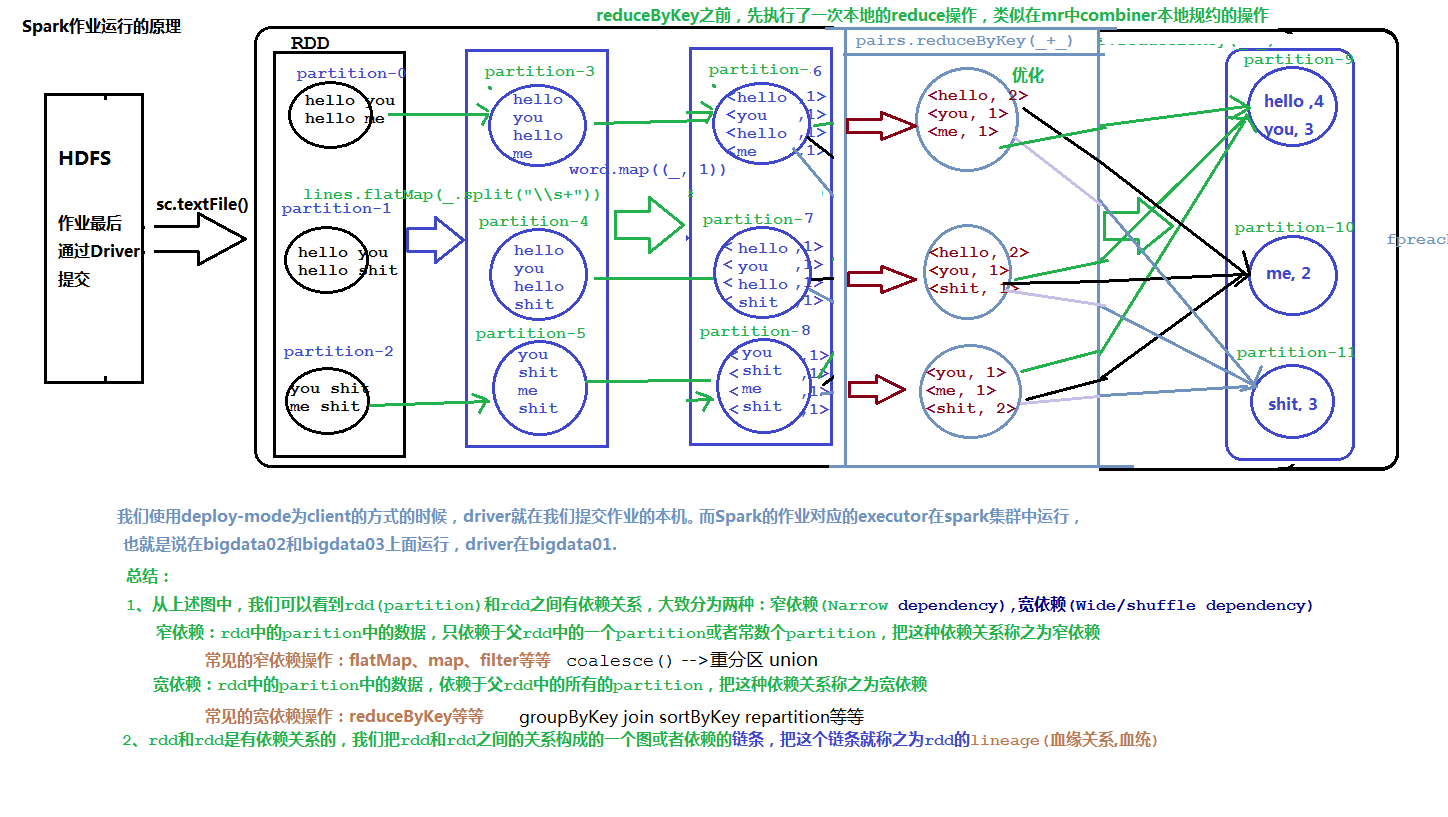 Spark作业运行的原理
reduceByKey之前，先执行了一次本地的reduce操作，类似在mr中combiner本地规约的操作
RDD
pairs.reduceByKey(_+_)
HDFS
作业最后
通过Driver
提交
sc.textFile()
partition-0
hello you
hello me
partition-1
hello you
hello shit
partition-2
you shit
me shit
lines.flatMap(_.split("\\s+"))
partition-3
hello
you
hello
me
partition-4
hello
you
hello
shit
partition-5
you
shit
me
shit
word.map((_, 1))
partition-6
<hello ,1>
<you ,1>
<hello ,1>
<me ,1>
partition-7
< hello ,1>
< you ,1>
< hello ,1>
< shit ,1>
partition-8
<you ,1>
< shit ,1>
<me ,1>
< shit ,1>
优化
<hello, 2>
<you, 1>
<me, 1>
<hello, 2>
<you, 1>
<shit, 1>
<you, 1>
<me, 1>
<shit, 2>
partition-9
hello ,4
you, 3
partition-10
me, 2
partition-11
shit, 3
我们使用deploy-mode为client的方式的时候，driver就在我们提交作业的本机。而Spark的作业对应的executor在spark集群中运行，
也就是说在bigdata02和bigdata03上面运行，driver在bigdata01.
总结：
1、从上述图中，我们可以看到rdd(partition)和rdd之间有依赖关系，大致分为两种：窄依赖(Narrow dependency),宽依赖(Wide/shuffle dependency)
窄依赖：rdd中的parition中的数据，只依赖于父rdd中的一个partition或者常数个partition，把这种依赖关系称之为窄依赖
常见的窄依赖操作：flatMap、map、filter等等 coalesce() -->重分区 union
宽依赖：rdd中的parition中的数据，依赖于父rdd中的所有的partition，把这种依赖关系称之为宽依赖
常见的宽依赖操作：reduceByKey等等 groupByKey join sortByKey repartition等等
2、rdd和rdd是有依赖关系的，我们把rdd和rdd之间的关系构成的一个图或者依赖的链条，把这个链条就称之为rdd的lineage(血缘关系,血统)